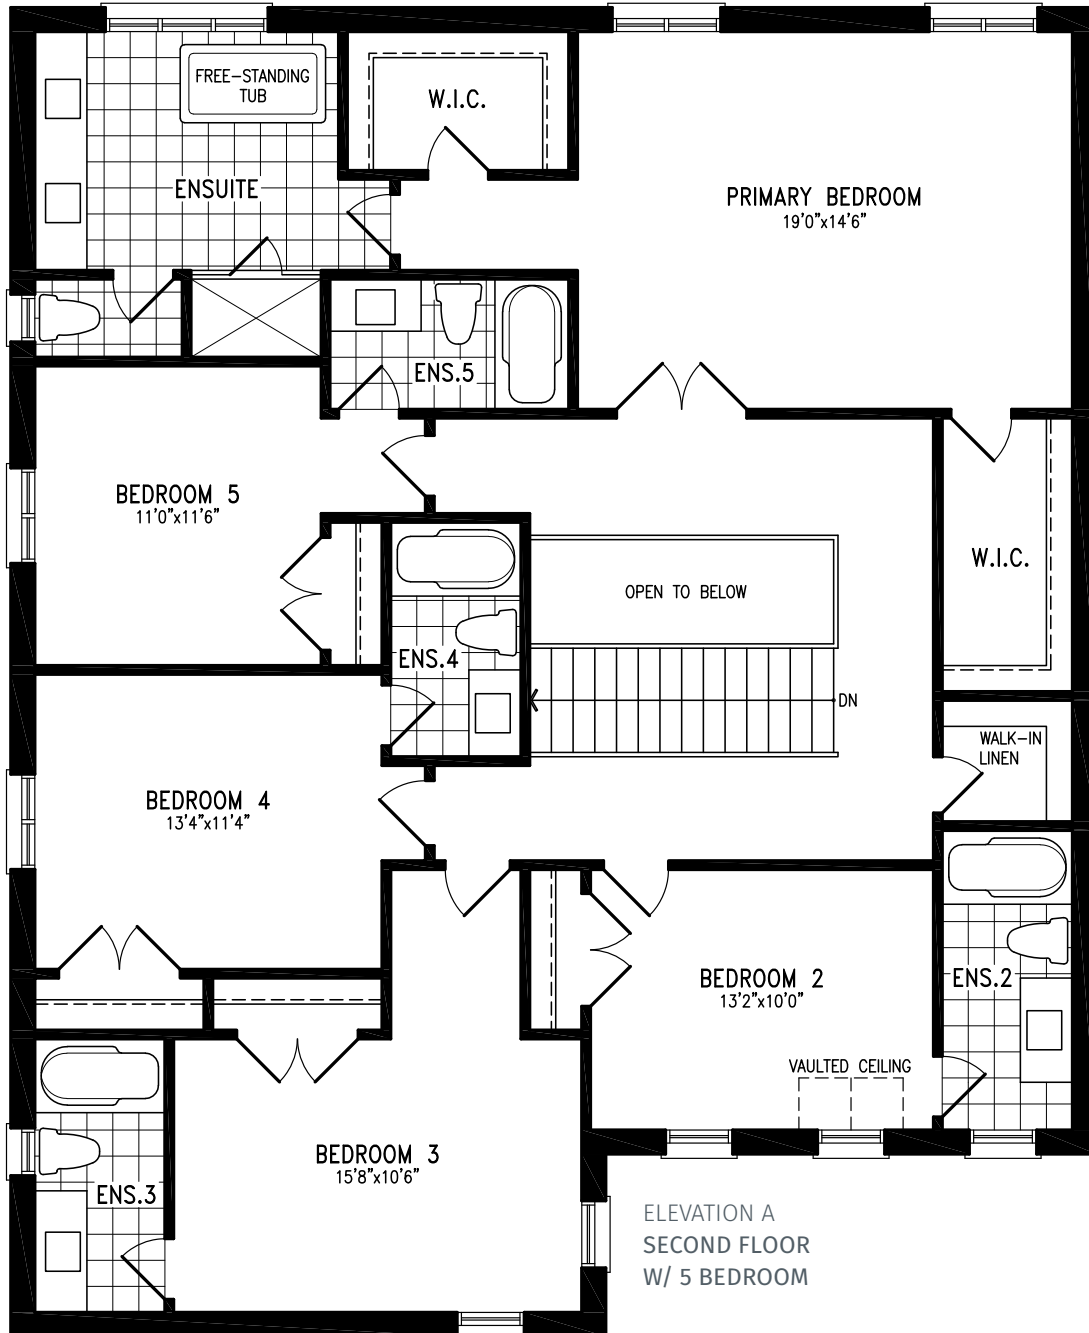 FREE-STANDING
TUB
W.I.C.
ENSUITE
PRIMARY BEDROOM
19'0"x14'6"
ENS.5
BEDROOM 5
11'0"x11'6"
W.I.C.
OPEN TO BELOW
ENS.4
DN
WALK-IN
LINEN
BEDROOM 4
13'4"x11'4"
BEDROOM 2
13'2"x10'0"
ENS.2
VAULTED CEILING
BEDROOM 3
15'8"x10'6"
ENS.3
ELEVATION A
SECOND FLOOR
W/ 5 BEDROOM